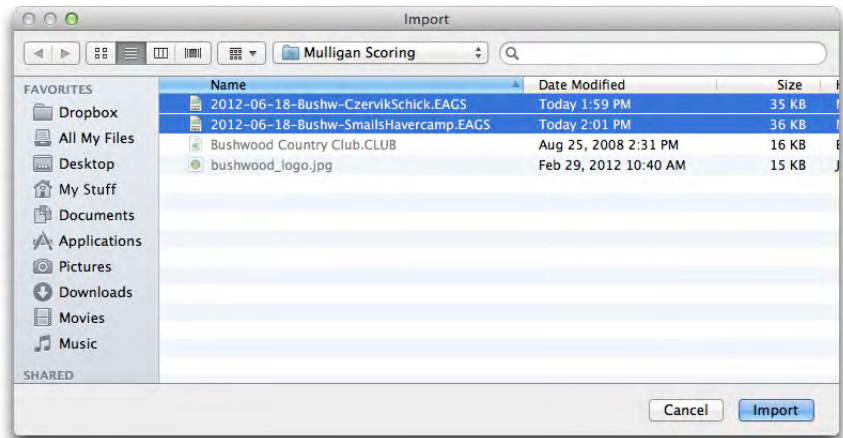 Import
Mulligan Scoring
FAVORITES
Dropbox
All My Files
Desktop
My Stuff
Documents
Applications
Pictures
Downloads
Movies
Music
SHARED
Name Date Modified Size
2012-06-18-Bushw-CzervikSchick.EAGS Today 1:59 PM 35 KB
2012-06-18-Bushw-SmailsHavercamp.EAGS Today 2:01 PM 36 KB
Bushwood Country Club.CLUB Aug 25, 2008 2:31 PM 16 KB
bushwood_logo.jpg Feb 29, 2012 10:40 AM 15 KB
Cancel Import